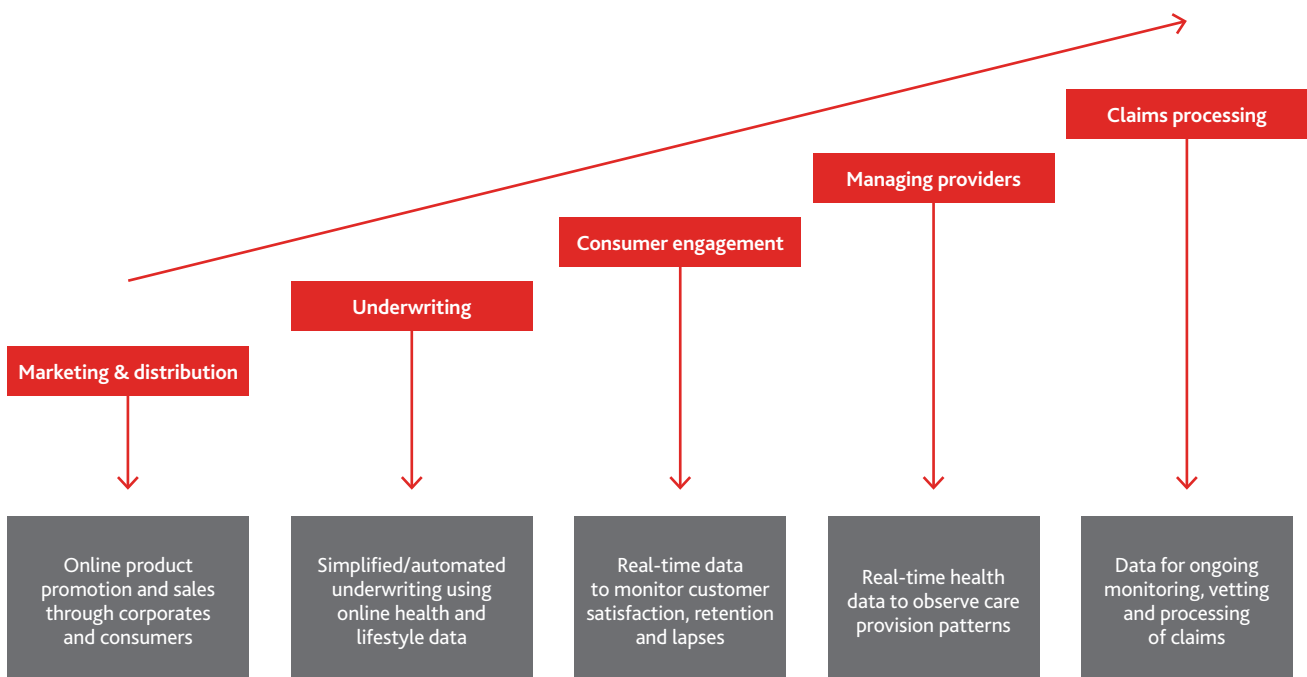 Claims processing
Managing providers
Consumer engagement
Underwriting
Marketing & distribution
Online product
promotion and sales
through corporates
and consumers
Simplified/automated
underwriting using
online health and
lifestyle data
Real-time data
to monitor customer
satisfaction, retention
and lapses
Real-time health
data to observe care
provision patterns
Data for ongoing
monitoring, vetting
and processing
of claims